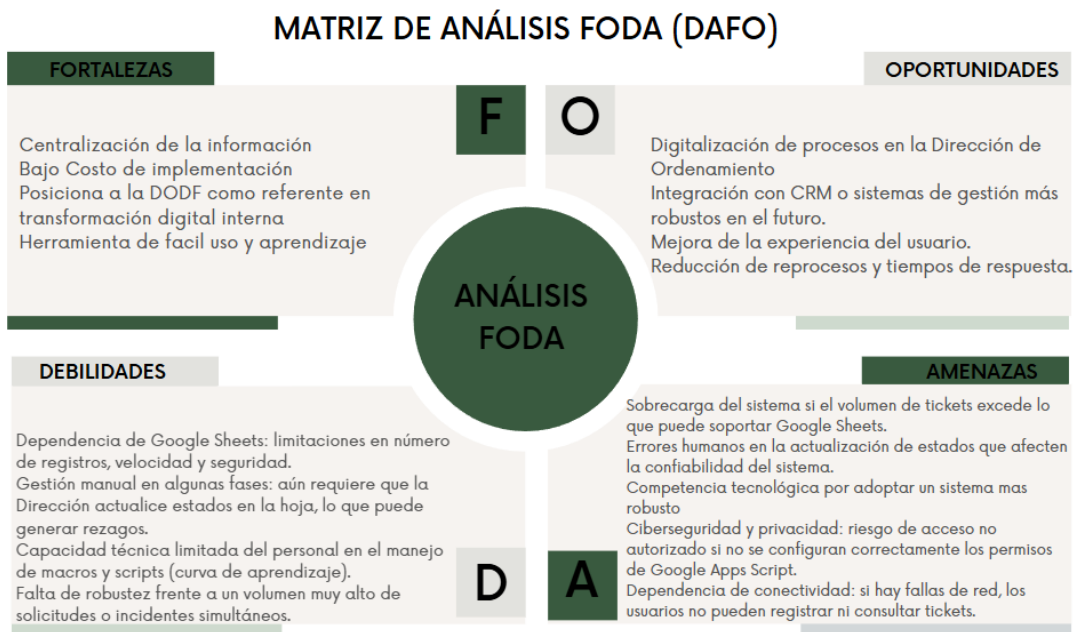 MATRIZ DE ANÁLISIS FODA (DAFO)
FORTALEZAS
F
Centralización de la información
Bajo Costo de implementación
Posiciona a la DODF como referente en
transformación digital interna
Herramienta de facil uso y aprendizaje
OPORTUNIDADES
O
Digitalización de procesos en la Dirección de
Ordenamiento
Integración con CRM o sistemas de gestión más
robustos en el futuro.
Mejora de la experiencia del usuario.
Reducción de reprocesos y tiempos de respuesta.
ANÁLISIS
FODA
DEBILIDADES
Dependencia de Google Sheets: limitaciones en número
de registros, velocidad y seguridad.
Gestión manual en algunas fases: aún requiere que la
Dirección actualice estados en la hoja, lo que puede
generar rezagos.
Capacidad técnica limitada del personal en el manejo
de macros y scripts (curva de aprendizaje).
Falta de robustez frente a un volumen muy alto de
solicitudes o incidentes simultáneos.
D
AMENAZAS
Sobrecarga del sistema si el volumen de tickets excede lo
que puede soportar Google Sheets.
Errores humanos en la actualización de estados que afecten
la confiabilidad del sistema.
Competencia tecnológica por adoptar un sistema mas
robusto
Ciberseguridad y privacidad: riesgo de acceso no
autorizado si no se configuran correctamente los permisos
de Google Apps Script.
Dependencia de conectividad: si hay fallas de red, los
usuarios no pueden registrar ni consultar tickets.
A